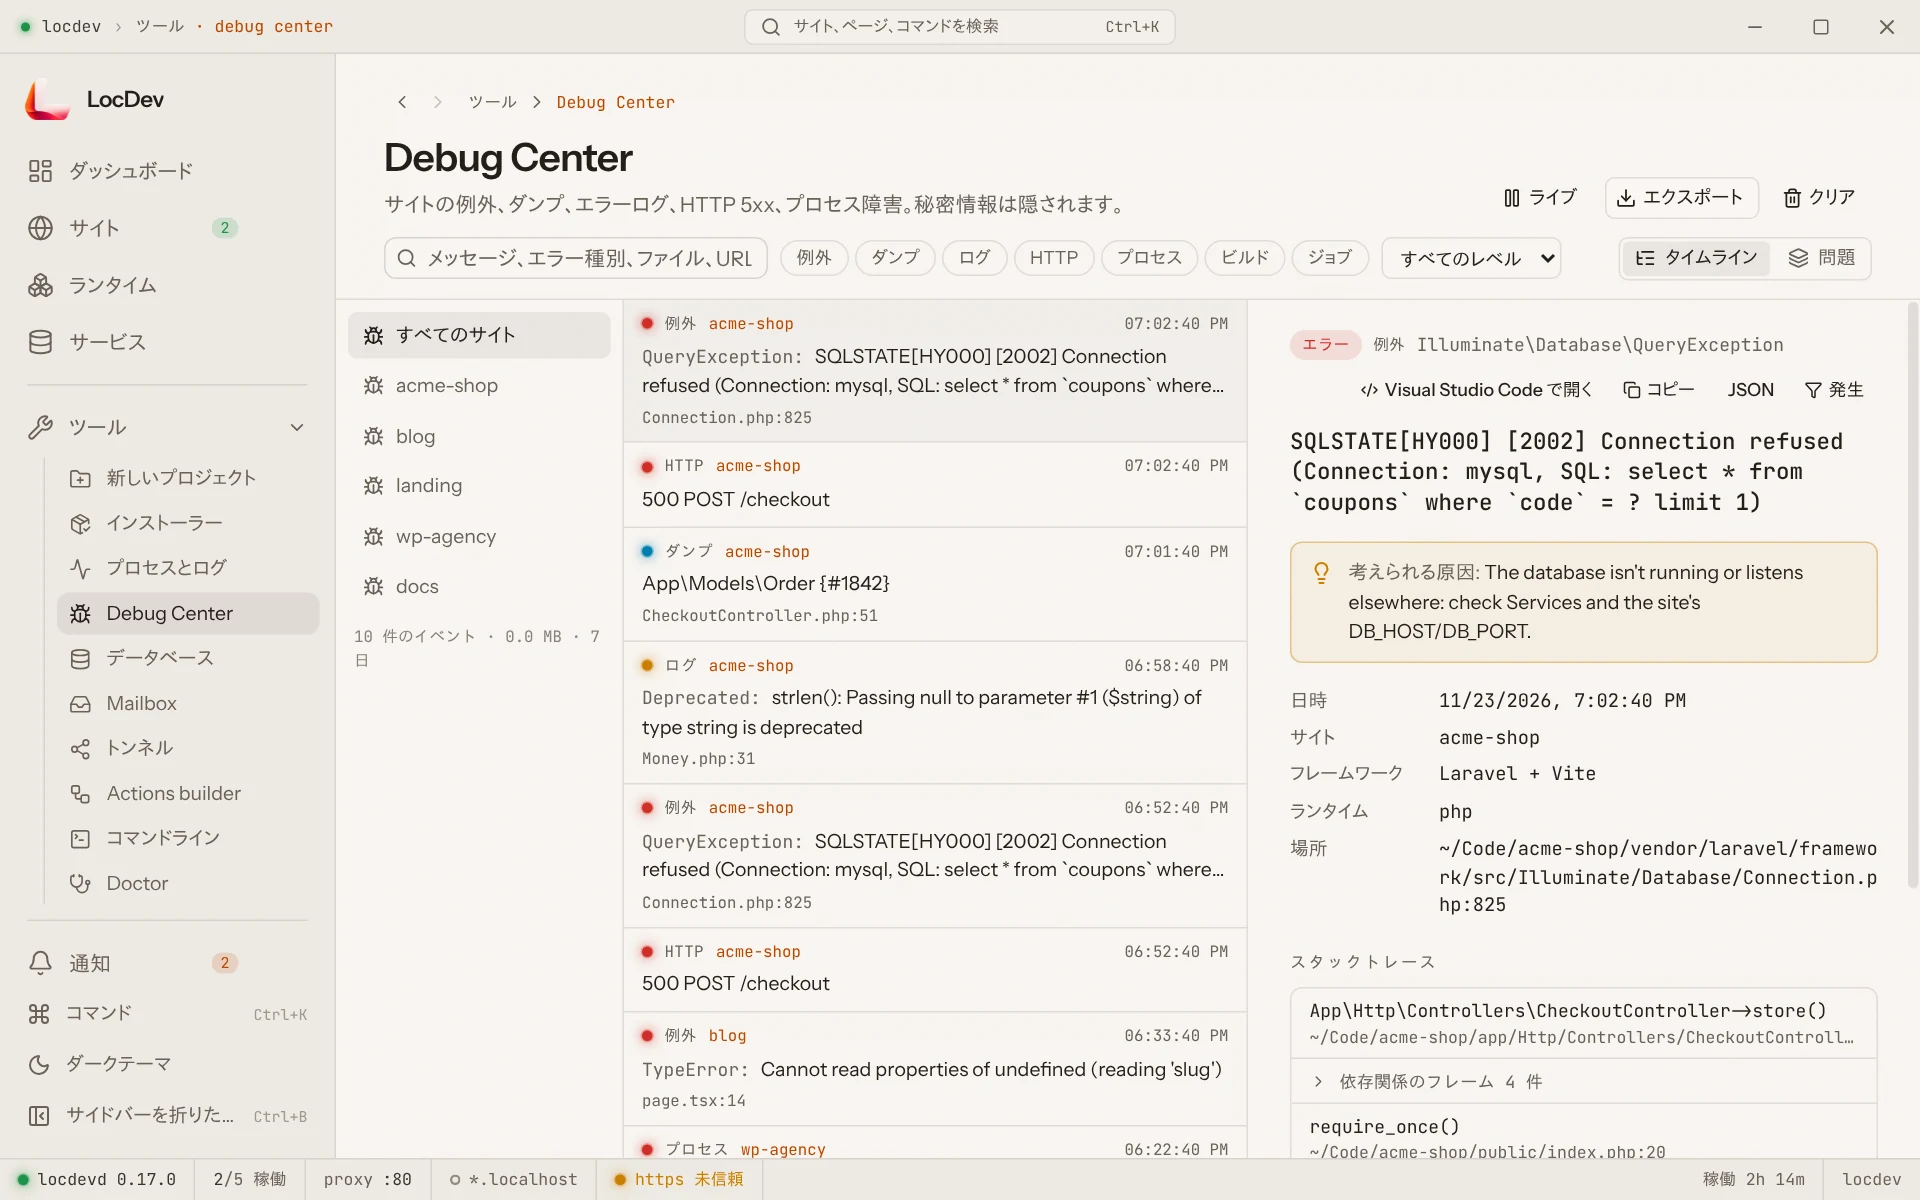 locdev › ツール · debug center
サイト、ページ、コマンドを検索 Ctrl+K
LocDev
ダッシュボード
サイト 2
ランタイム
サービス
ツール
新しいプロジェクト
インストーラー
プロセスとログ
Debug Center
データベース
Mailbox
トンネル
Actions builder
コマンドライン
Doctor
通知 2
コマンド Ctrl+K
ダークテーマ
サイドバーを折りた… Ctrl+B
ツール › Debug Center
Debug Center
サイトの例外、ダンプ、エラーログ、HTTP 5xx、プロセス障害。秘密情報は隠されます。
ライブ エクスポート クリア
メッセージ、エラー種別、ファイル、URL 例外 ダンプ ログ HTTP プロセス ビルド ジョブ すべてのレベル タイムライン 問題
すべてのサイト
acme-shop
blog
landing
wp-agency
docs
10 件のイベント · 0.0 MB · 7
日
例外 acme-shop 07:02:40 PM
QueryException: SQLSTATE[HY000] [2002] Connection
refused (Connection: mysql, SQL: select * from `coupons` where…
Connection.php:825
HTTP acme-shop 07:02:40 PM
500 POST /checkout
ダンプ acme-shop 07:01:40 PM
App\Models\Order {#1842}
CheckoutController.php:51
ログ acme-shop 06:58:40 PM
Deprecated: strlen(): Passing null to parameter #1 ($string) of
type string is deprecated
Money.php:31
例外 acme-shop 06:52:40 PM
QueryException: SQLSTATE[HY000] [2002] Connection
refused (Connection: mysql, SQL: select * from `coupons` where…
Connection.php:825
HTTP acme-shop 06:52:40 PM
500 POST /checkout
例外 blog 06:33:40 PM
TypeError: Cannot read properties of undefined (reading 'slug')
page.tsx:14
プロセス wp-agency 06:22:40 PM
エラー 例外 Illuminate\Database\QueryException
Visual Studio Code で開く コピー JSON 発生
SQLSTATE[HY000] [2002] Connection refused
(Connection: mysql, SQL: select * from
`coupons` where `code` = ? limit 1)
考えられる原因: The database isn't running or listens
elsewhere: check Services and the site's
DB_HOST/DB_PORT.
日時 11/23/2026, 7:02:40 PM
サイト acme-shop
フレームワーク Laravel + Vite
ランタイム php
場所 ~/Code/acme-shop/vendor/laravel/framewo
rk/src/Illuminate/Database/Connection.p
hp:825
スタックトレース
App\Http\Controllers\CheckoutController->store()
~/Code/acme-shop/app/Http/Controllers/CheckoutControll…
依存関係のフレーム 4 件
require_once()
~/Code/acme-shop/public/index.php:20
locdevd 0.17.0 2/5 稼働 proxy :80 *.localhost https 未信頼 稼働 2h 14m locdev